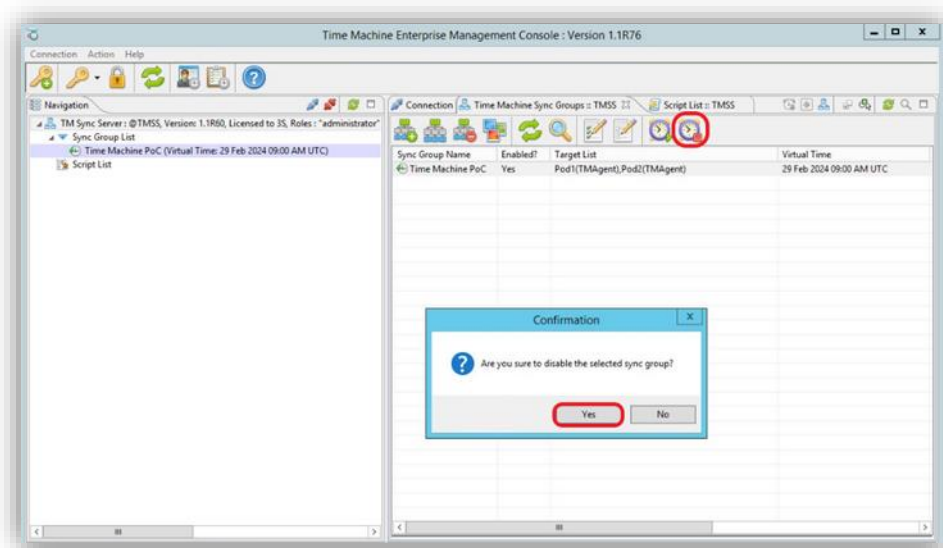 Time Machine Enterprise Management Console : Version 1.1R76
Connection Action Help
Navigation
TM Sync Server : @TMSS, Version: 1.1R60, Licensed to 3S, Roles : "administrator"
Sync Group List
Time Machine PoC (Virtual Time: 29 Feb 2024 09:00 AM UTC)
Script List
Connection Time Machine Sync Groups :: TMSS Script List :: TMSS
Sync Group Name Enabled? Target List Virtual Time
Time Machine PoC Yes Pod1(TMAgent),Pod2(TMAgent) 29 Feb 2024 09:00 AM UTC
Confirmation
Are you sure to disable the selected sync group?
Yes No